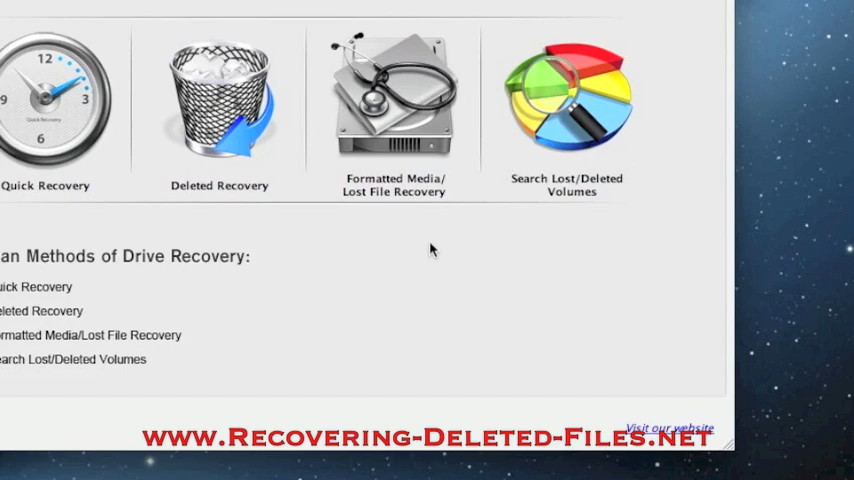 12
9
3
Quick Recovery
6
Quick Recovery
Deleted Recovery
Formatted Media/
Lost File Recovery
Search Lost/Deleted
Volumes
an Methods of Drive Recovery:
uick Recovery
eleted Recovery
ormatted Media/Lost File Recovery
earch Lost/Deleted Volumes
Visit our website
www.Recovering-Deleted-Files.net